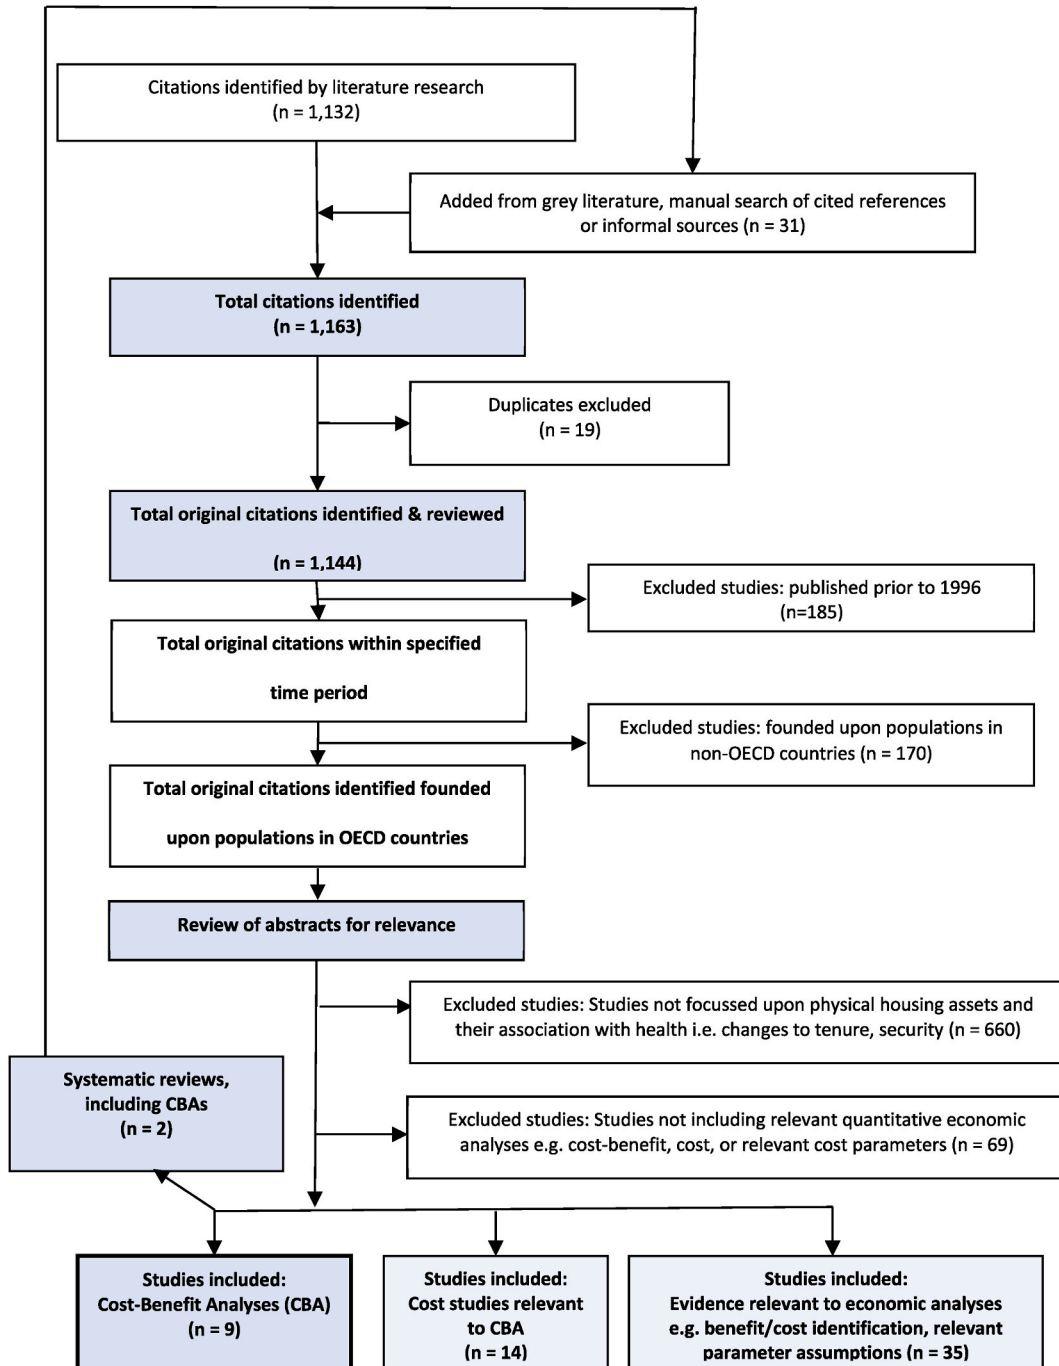 Citations identified by literature research
(n = 1,132)
Added from grey literature, manual search of cited references
or informal sources (n = 31)
Total citations identified
(n = 1,163)
Duplicates excluded
(n = 19)
Total original citations identified & reviewed
(n = 1,144)
Excluded studies: published prior to 1996
(n=185)
Total original citations within specified
time period
Excluded studies: founded upon populations in
non-OECD countries (n = 170)
Total original citations identified founded
upon populations in OECD countries
Review of abstracts for relevance
Excluded studies: Studies not focussed upon physical housing assets and
their association with health i.e. changes to tenure, security (n = 660)
Systematic reviews,
including CBAs
(n = 2)
Excluded studies: Studies not including relevant quantitative economic
analyses e.g. cost-benefit, cost, or relevant cost parameters (n = 69)
Studies included:
Cost-Benefit Analyses (CBA)
(n = 9)
Studies included:
Cost studies relevant
to CBA
(n = 14)
Studies included:
Evidence relevant to economic analyses
e.g. benefit/cost identification, relevant
parameter assumptions (n = 35)